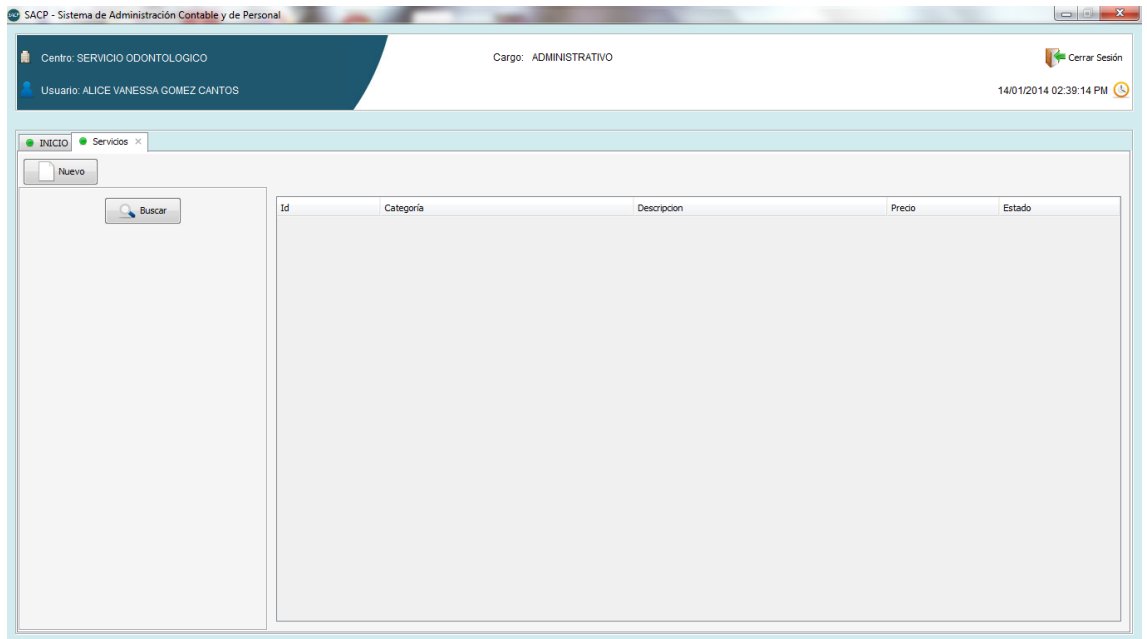 SACP SACP - Sistema de Administración Contable y de Personal
Centro: SERVICIO ODONTOLOGICO
Cargo: ADMINISTRATIVO
Cerrar Sesión
Usuario: ALICE VANESSA GOMEZ CANTOS
14/01/2014 02:39:14 PM
INICIO Servicios
Nuevo
Buscar
Id Categoría Descripcion Precio Estado